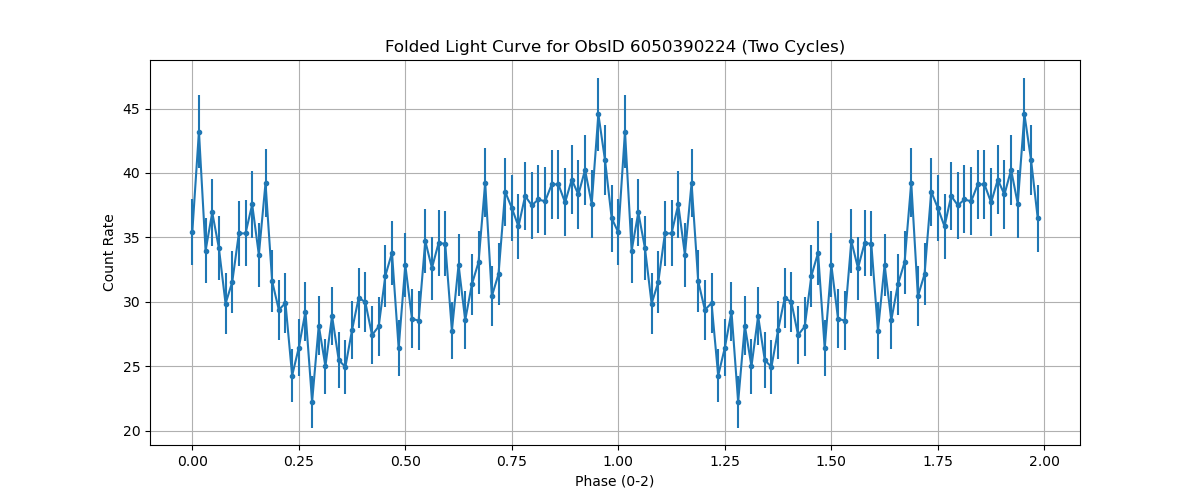 Folded Light Curve for ObsID 6050390224 (Two Cycles)
Count Rate
45
40
35
30
25
20
0.00 0.25 0.50 0.75 1.00 1.25 1.50 1.75 2.00
Phase (0-2)